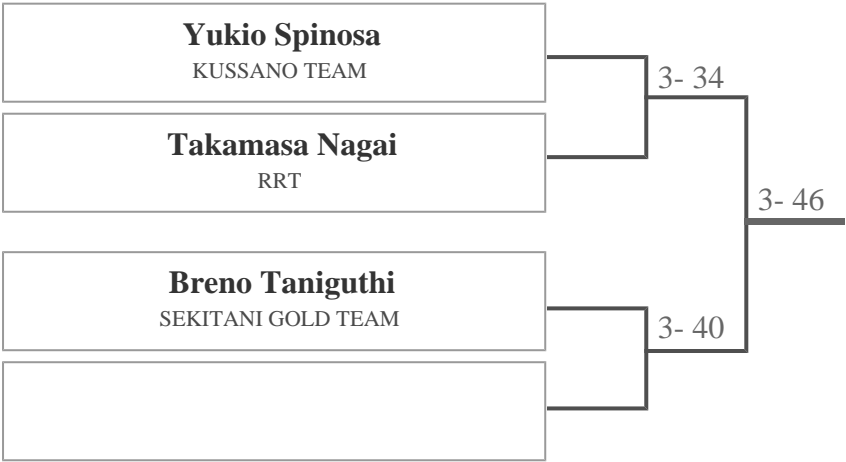 Yukio Spinosa
KUSSANO TEAM
3- 34
Takamasa Nagai
RRT
3- 46
Breno Taniguthi
SEKITANI GOLD TEAM
3- 40